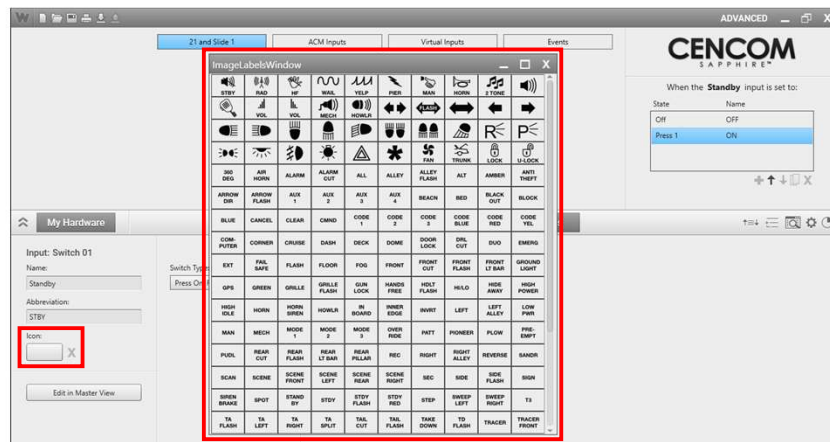 W
ADVANCED
21 and Slide 1
ACM Inputs
Virtual Inputs
Events
CENCOM
SAPPHIRE™
When the Standby input is set to:
State Name
Off OFF
Press 1 ON
My Hardware
Input: Switch 01
Name:
Standby
Abbreviation:
STBY
Icon:
X
Edit in Master View
Switch Type
Press On
ImageLabelsWindow
STBY RAD HF WAIL YELP PIER MAN HORN 2 TONE
VOL VOL MECH HOWLR FLASH
R P
FAN TRUNK LOCK U-LOCK
360 DEG AIR HORN ALARM ALARM CUT ALL ALLEY ALLEY FLASH ALT AMBER ANTI THEFT
ARROW DIR ARROW FLASH AUX 1 AUX 2 AUX 3 AUX 4 BEACN BED BLACK OUT BLOCK
BLUE CANCEL CLEAR CMND CODE 1 CODE 2 CODE 3 CODE BLUE CODE RED CODE YEL
COM-PUTER CORNER CRUISE DASH DECK DOME DOOR LOCK DRL CUT DUO EMERG
EXT FAIL SAFE FLASH FLOOR FOG FRONT FRONT CUT FRONT FLASH FRONT LT BAR GROUND LIGHT
GPS GREEN GRILLE GRILLE FLASH GUN LOCK HANDS FREE HDLT FLASH HI/LO HIDE AWAY HIGH POWER
HIGH IDLE HORN HORN SIREN HOWLR IN BOARD INNER EDGE INVRT LEFT LEFT ALLEY LOW PWR
MAN MECH MODE 1 MODE 2 MODE 3 OVER RIDE PATT PIONEER PLOW PRE-EMPT
PUDL REAR CUT REAR FLASH REAR LT BAR REAR PILLAR REC RIGHT RIGHT ALLEY REVERSE SANDR
SCAN SCENE SCENE FRONT SCENE LEFT SCENE REAR SCENE RIGHT SEC SIDE SIDE FLASH SIGN
SIREN BRAKE SPOT STAND BY STDY STDY FLASH STDY RED STEP SWEEP LEFT SWEEP RIGHT T3
TA FLASH TA LEFT TA RIGHT TA SPLIT TAIL CUT TAIL FLASH TAKE DOWN TD FLASH TRACER TRACER FRONT